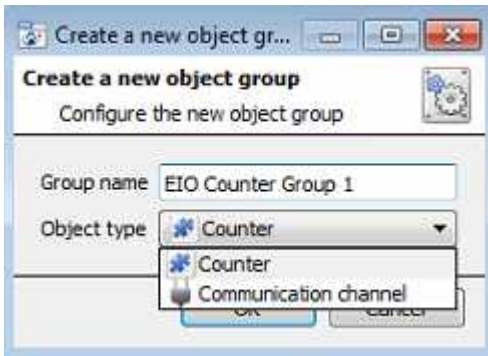 Create a new object gr...
Create a new object group
Configure the new object group
Group name EIO Counter Group 1
Object type Counter
Counter
Communication channel